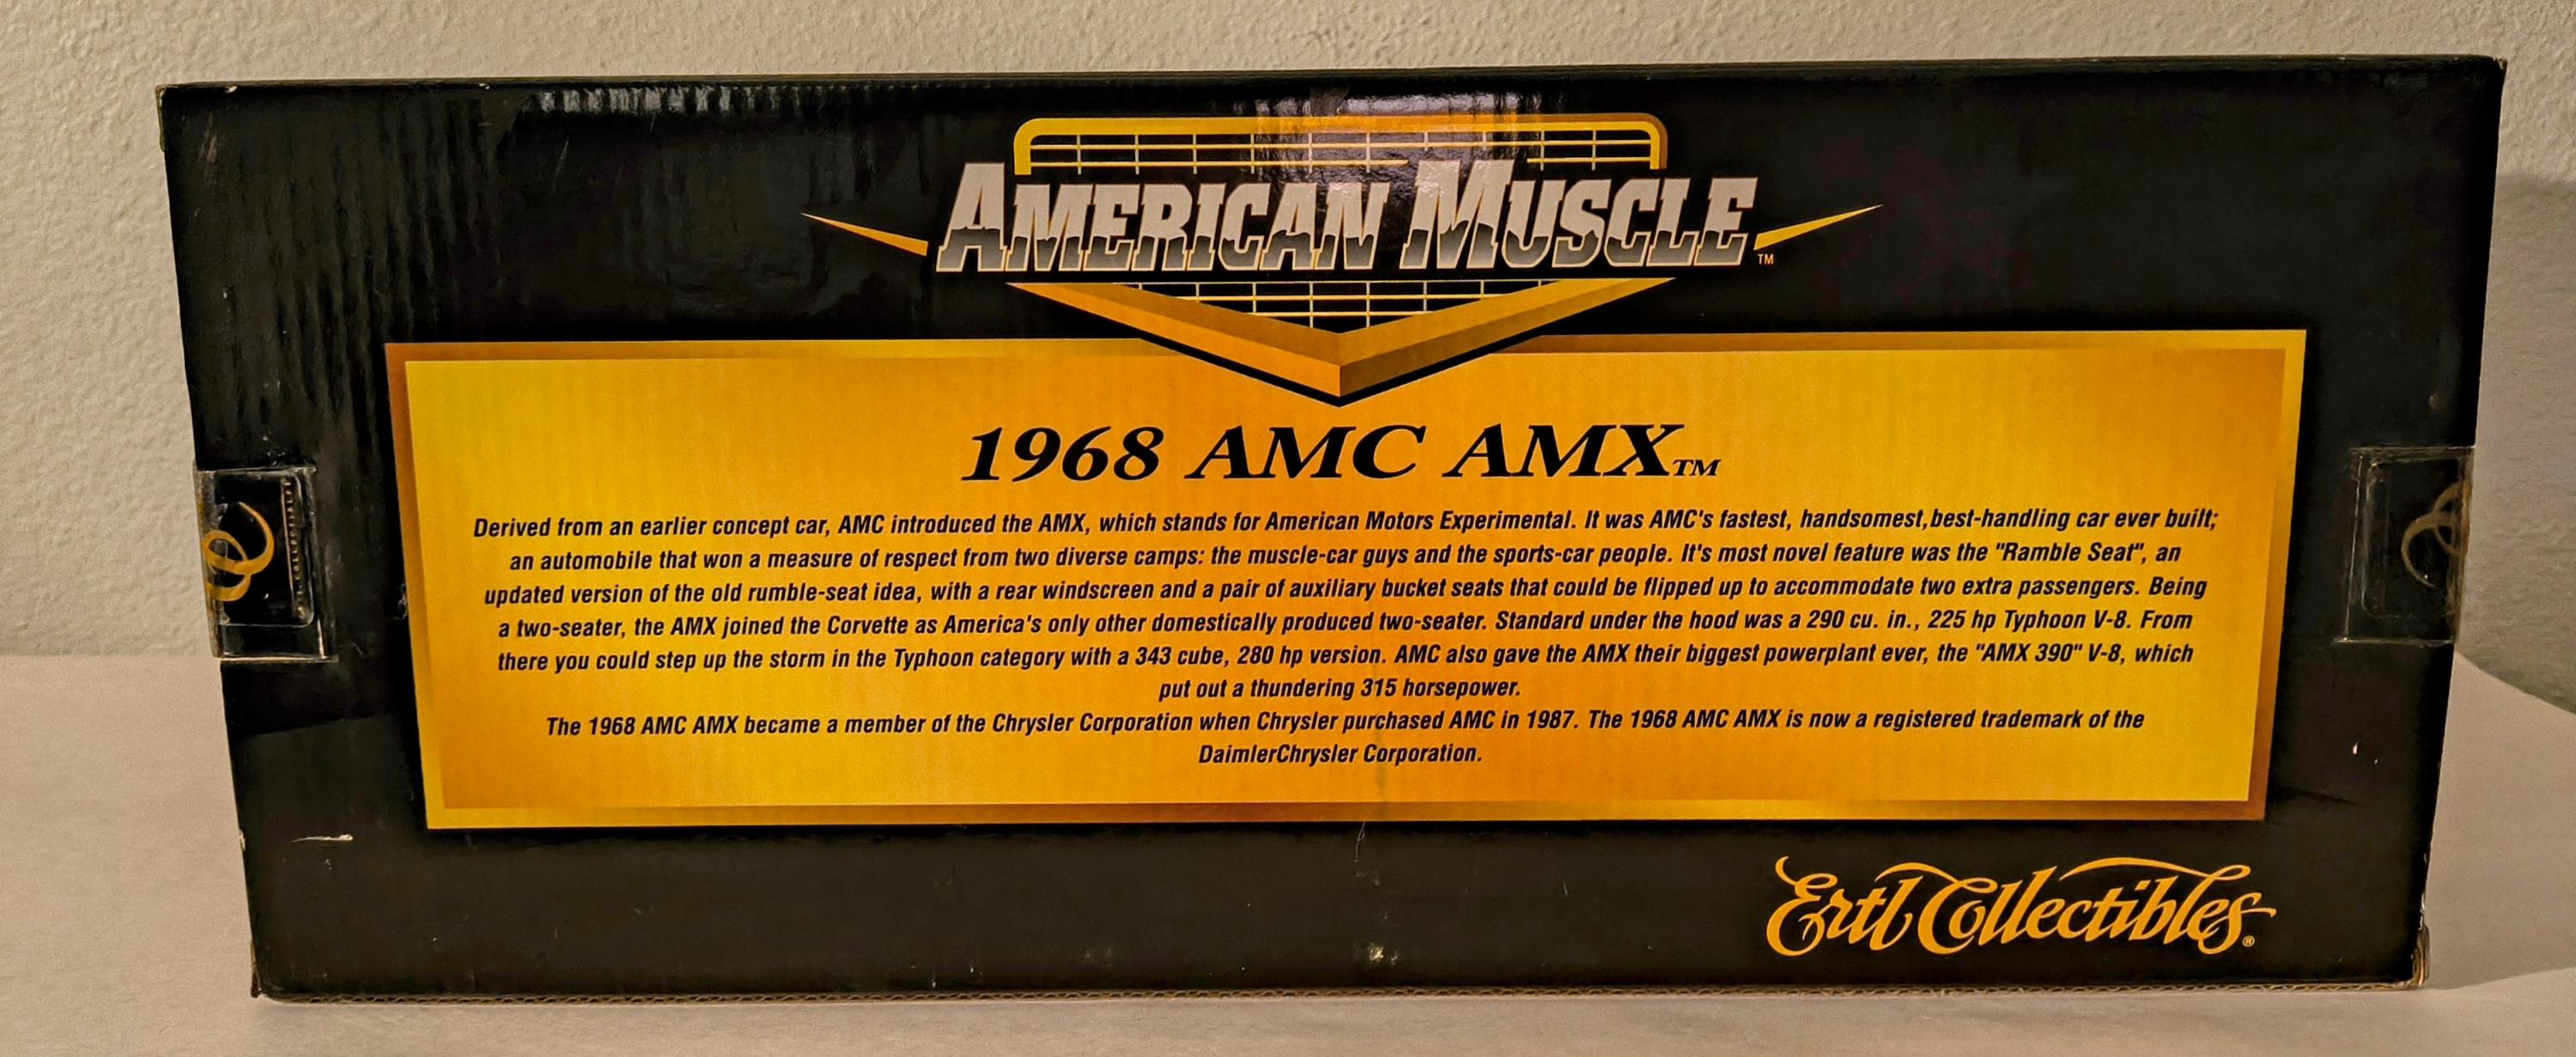 AMERICAN MUSCLE™
1968 AMC AMX™
Derived from an earlier concept car, AMC introduced the AMX, which stands for American Motors Experimental. It was AMC's fastest, handsomest, best-handling car ever built;
an automobile that won a measure of respect from two diverse camps: the muscle-car guys and the sports-car people. It's most novel feature was the "Ramble Seat", an
updated version of the old rumble-seat idea, with a rear windscreen and a pair of auxiliary bucket seats that could be flipped up to accommodate two extra passengers. Being
a two-seater, the AMX joined the Corvette as America's only other domestically produced two-seater. Standard under the hood was a 290 cu. in., 225 hp Typhoon V-8. From
there you could step up the storm in the Typhoon category with a 343 cube, 280 hp version. AMC also gave the AMX their biggest powerplant ever, the "AMX 390" V-8, which
put out a thundering 315 horsepower.
The 1968 AMC AMX became a member of the Chrysler Corporation when Chrysler purchased AMC in 1987. The 1968 AMC AMX is now a registered trademark of the
DaimlerChrysler Corporation.
Ertl Collectibles®